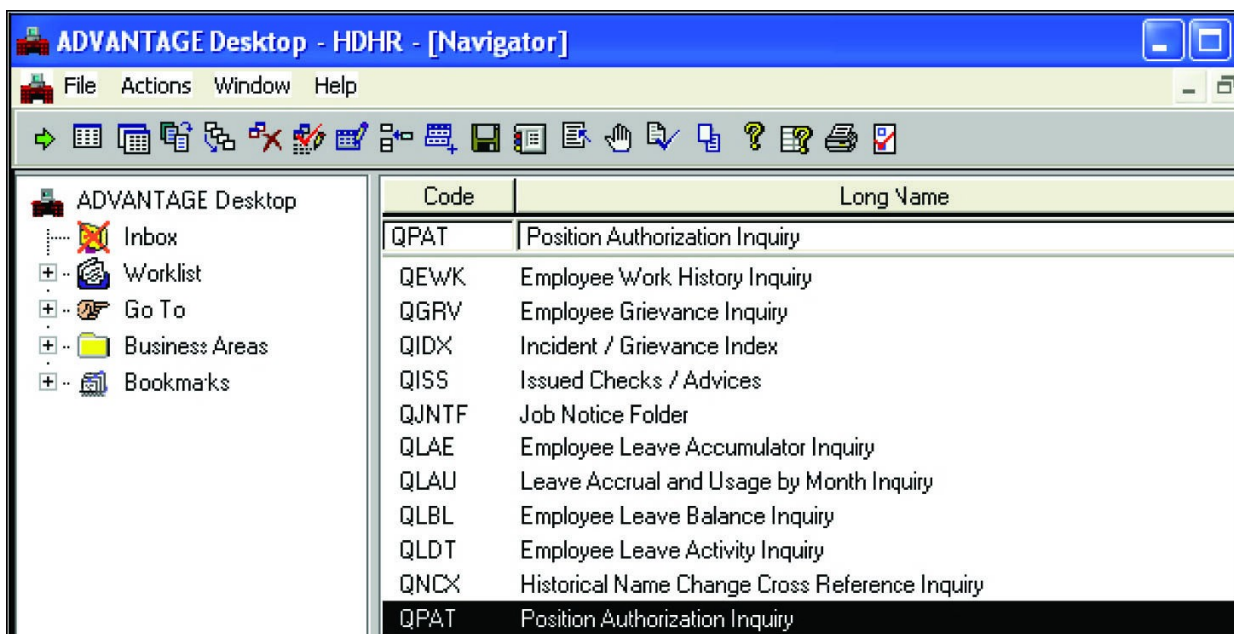 ADVANTAGE Desktop - HDHR - [Navigator]
File Actions Window Help
ADVANTAGE Desktop
Inbox
Worklist
Go To
Business Areas
Bookmarks
Code Long Name
QPAT Position Authorization Inquiry
QEWK Employee Work History Inquiry
QGRV Employee Grievance Inquiry
QIDX Incident / Grievance Index
QISS Issued Checks / Advices
QJNTF Job Notice Folder
QLAE Employee Leave Accumulator Inquiry
QLAU Leave Accrual and Usage by Month Inquiry
QLBL Employee Leave Balance Inquiry
QLDT Employee Leave Activity Inquiry
QNCX Historical Name Change Cross Reference Inquiry
QPAT Position Authorization Inquiry